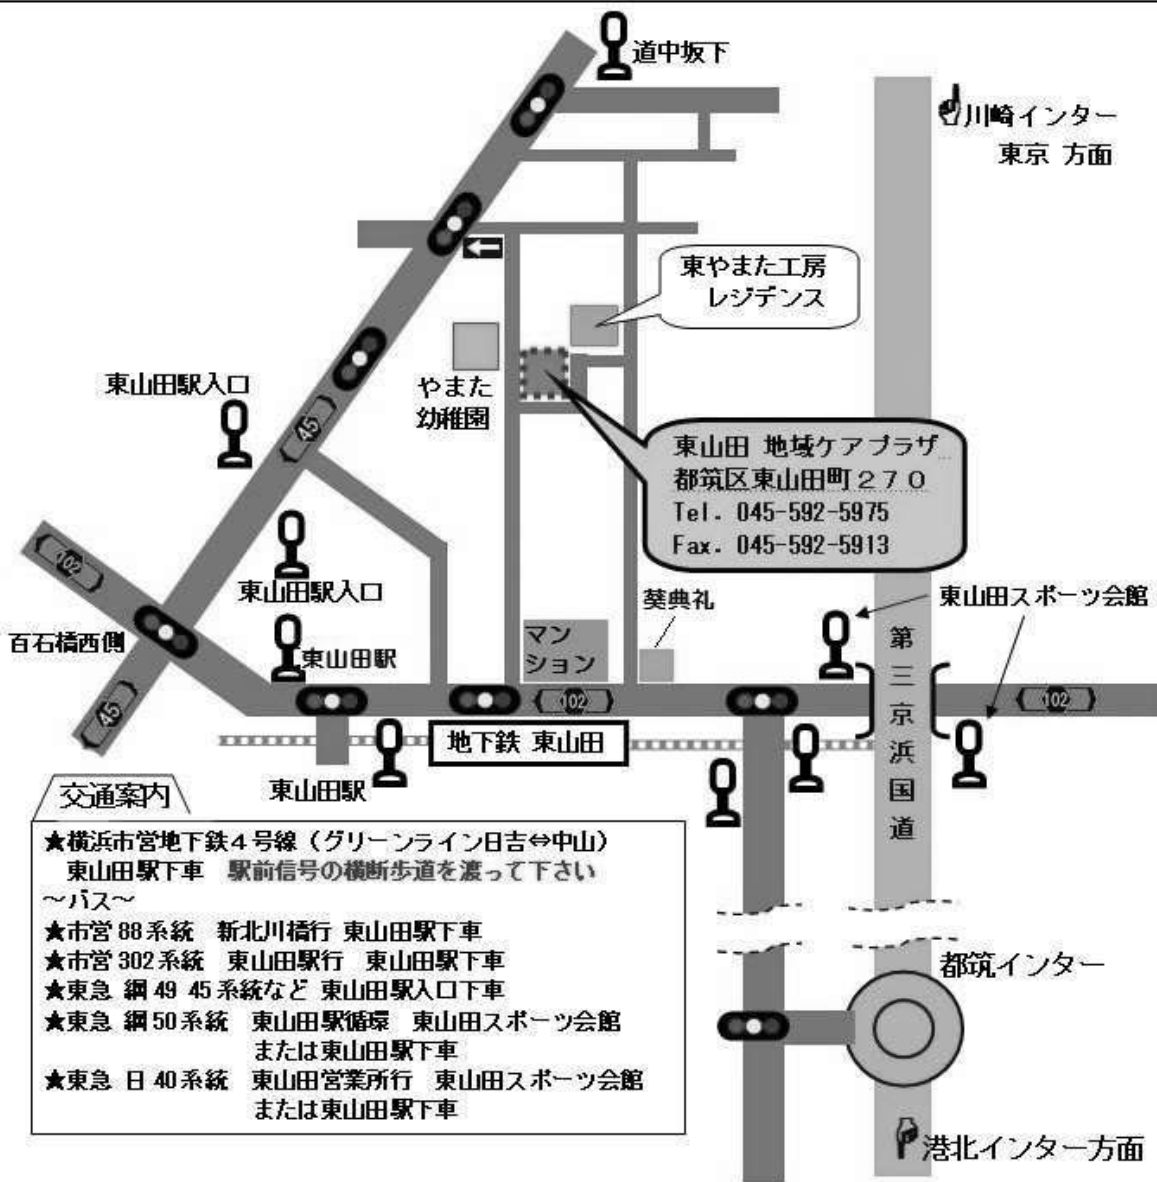 道中坂下
川崎インター
東京 方面
東やまた工房
レジデンス
東山田駅入口
やまた
幼稚園
45
東山田 地域ケアプラザ
都筑区東山田町270
Tel. 045-592-5975
Fax. 045-592-5913
102
東山田駅入口
葵典礼
東山田スポーツ会館
百石橋西側
東山田駅
マン
ション
第三京浜国道
45
102
102
地下鉄 東山田
東山田駅
交通案内
★横浜市営地下鉄4号線(グリーンライン日吉⇔中山)
東山田駅下車 駅前信号の横断歩道を渡って下さい
~バス~
★市営88系統 新北川橋行 東山田駅下車
★市営302系統 東山田駅行 東山田駅下車
★東急 綱49 45系統など 東山田駅入口下車
★東急 綱50系統 東山田駅循環 東山田スポーツ会館
または東山田駅下車
★東急 日40系統 東山田営業所行 東山田スポーツ会館
または東山田駅下車
都筑インター
港北インター方面